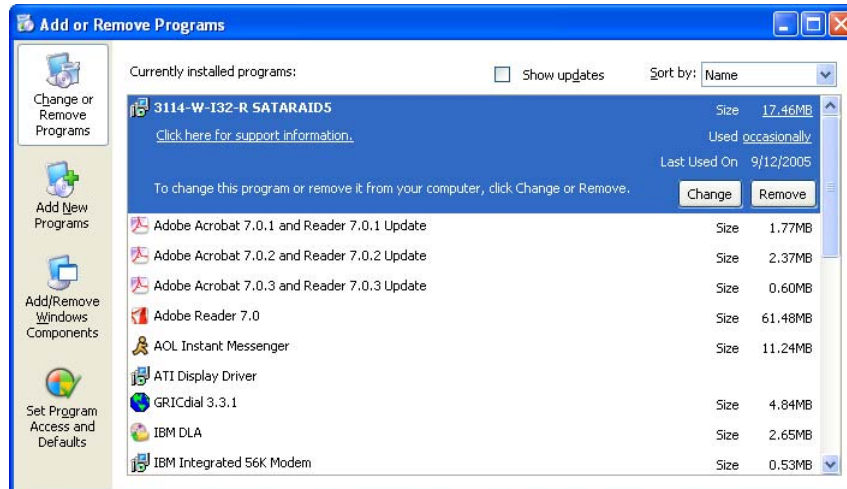 Add or Remove Programs
Change or
Remove
Programs
Add New
Programs
Add/Remove
Windows
Components
Set Program
Access and
Defaults
Currently installed programs:
Show updates
Sort by: Name
3114-W-I32-R SATARAID5 Size 17.46MB
Click here for support information. Used occasionally
Last Used On 9/12/2005
To change this program or remove it from your computer, click Change or Remove. Change Remove
Adobe Acrobat 7.0.1 and Reader 7.0.1 Update Size 1.77MB
Adobe Acrobat 7.0.2 and Reader 7.0.2 Update Size 2.37MB
Adobe Acrobat 7.0.3 and Reader 7.0.3 Update Size 0.60MB
Adobe Reader 7.0 Size 61.48MB
AOL Instant Messenger Size 11.24MB
ATI Display Driver
GRICdial 3.3.1 Size 4.84MB
IBM DLA Size 2.65MB
IBM Integrated 56K Modem Size 0.53MB